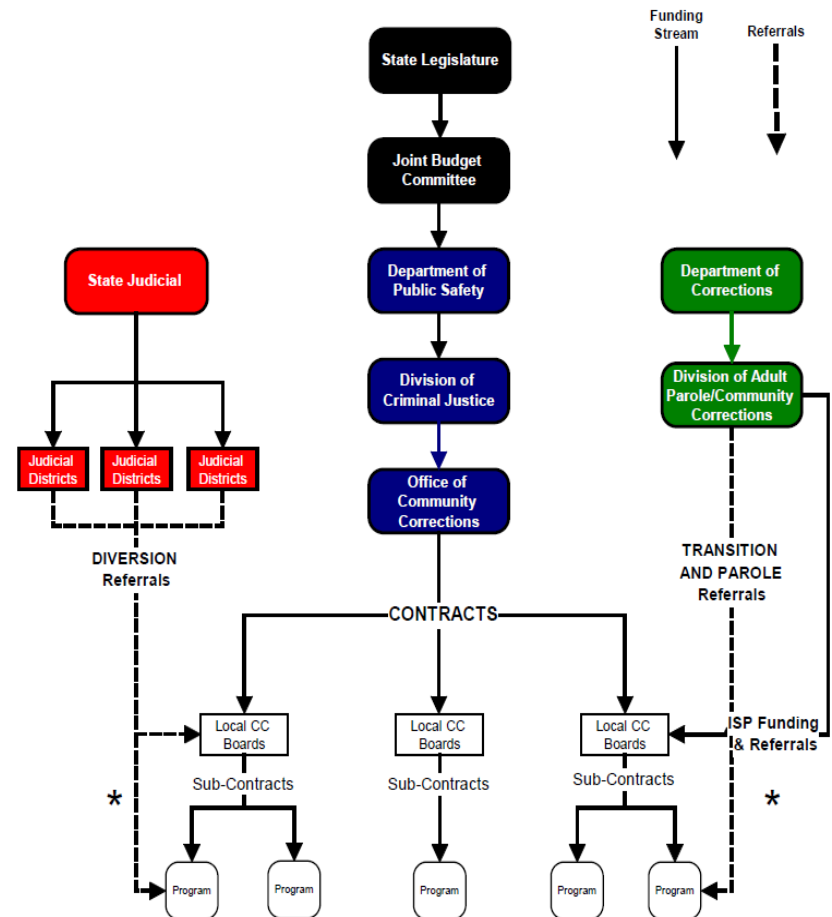 Funding
Stream
Referrals
State Legislature
Joint Budget
Committee
State Judicial
Department of
Public Safety
Department of
Corrections
Division of
Criminal Justice
Division of Adult
Parole/Community
Corrections
Judicial
Districts
Judicial
Districts
Judicial
Districts
Office of
Community
Corrections
DIVERSION
Referrals
TRANSITION
AND PAROLE
Referrals
CONTRACTS
Local CC
Boards
Local CC
Boards
Local CC
Boards
ISP Funding
& Referrals
Sub-Contracts
Sub-Contracts
Sub-Contracts
*
*
Program
Program
Program
Program
Program